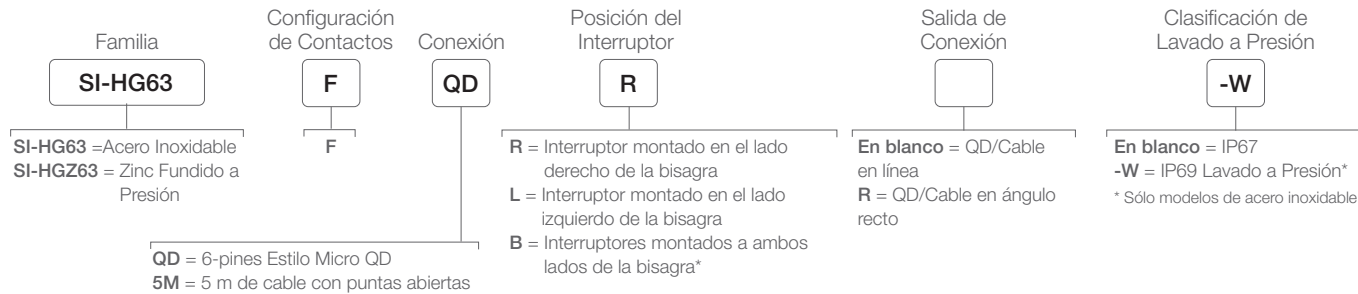 Familia
Configuración
de Contactos
Conexión
Posición del
Interruptor
Salida de
Conexión
Clasificación de
Lavado a Presión
SI-HG63
F
QD
R
-W
SI-HG63 =Acero Inoxidable
SI-HGZ63 = Zinc Fundido a
Presión
F
QD = 6-pines Estilo Micro QD
5M = 5 m de cable con puntas abiertas
R = Interruptor montado en el lado
derecho de la bisagra
L = Interruptor montado en el lado
izquierdo de la bisagra
B = Interruptores montados a ambos
lados de la bisagra*
En blanco = QD/Cable
en línea
R = QD/Cable en ángulo
recto
En blanco = IP67
-W = IP69 Lavado a Presión*
* Sólo modelos de acero inoxidable